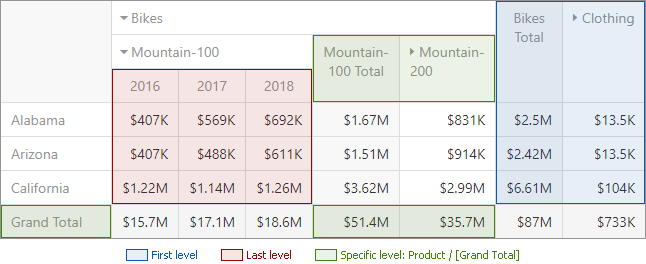 Bikes Bikes Total Clothing
Mountain-100 Mountain-100 Total Mountain-200
2016 2017 2018
Alabama $407K $569K $692K $1.67M $831K $2.5M $13.5K
Arizona $407K $488K $611K $1.51M $914K $2.42M $13.5K
California $1.22M $1.14M $1.26M $3.62M $2.99M $6.61M $104K
Grand Total $15.7M $17.1M $18.6M $51.4M $35.7M $87M $733K
First level Last level Specific level: Product / [Grand Total]